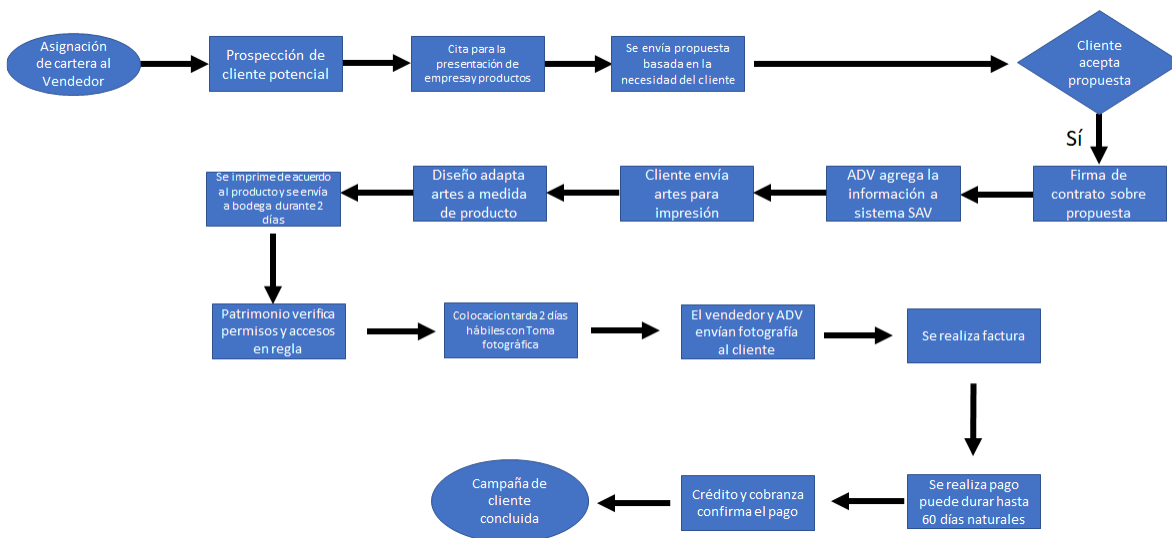 Asignación
de cartera al
Vendedor
Prospección de
cliente potencial
Cita para la
presentación de
empresa y productos
Se envía propuesta
basada en la
necesidad del cliente
Cliente
acepta
propuesta
Sí
Firma de
contrato sobre
propuesta
ADV agrega la
información a
sistema SAV
Cliente envía
artes para
impresión
Diseño adapta
artes a medida
de producto
Se imprime de acuerdo
al producto y se envía
a bodega durante 2
días
Patrimonio verifica
permisos y accesos
en regla
Colocacion tarda 2 días
hábiles con Toma
fotográfica
El vendedor y ADV
envían fotografía
al cliente
Se realiza factura
Se realiza pago
puede durar hasta
60 días naturales
Crédito y cobranza
confirma el pago
Campaña de
cliente
concluida